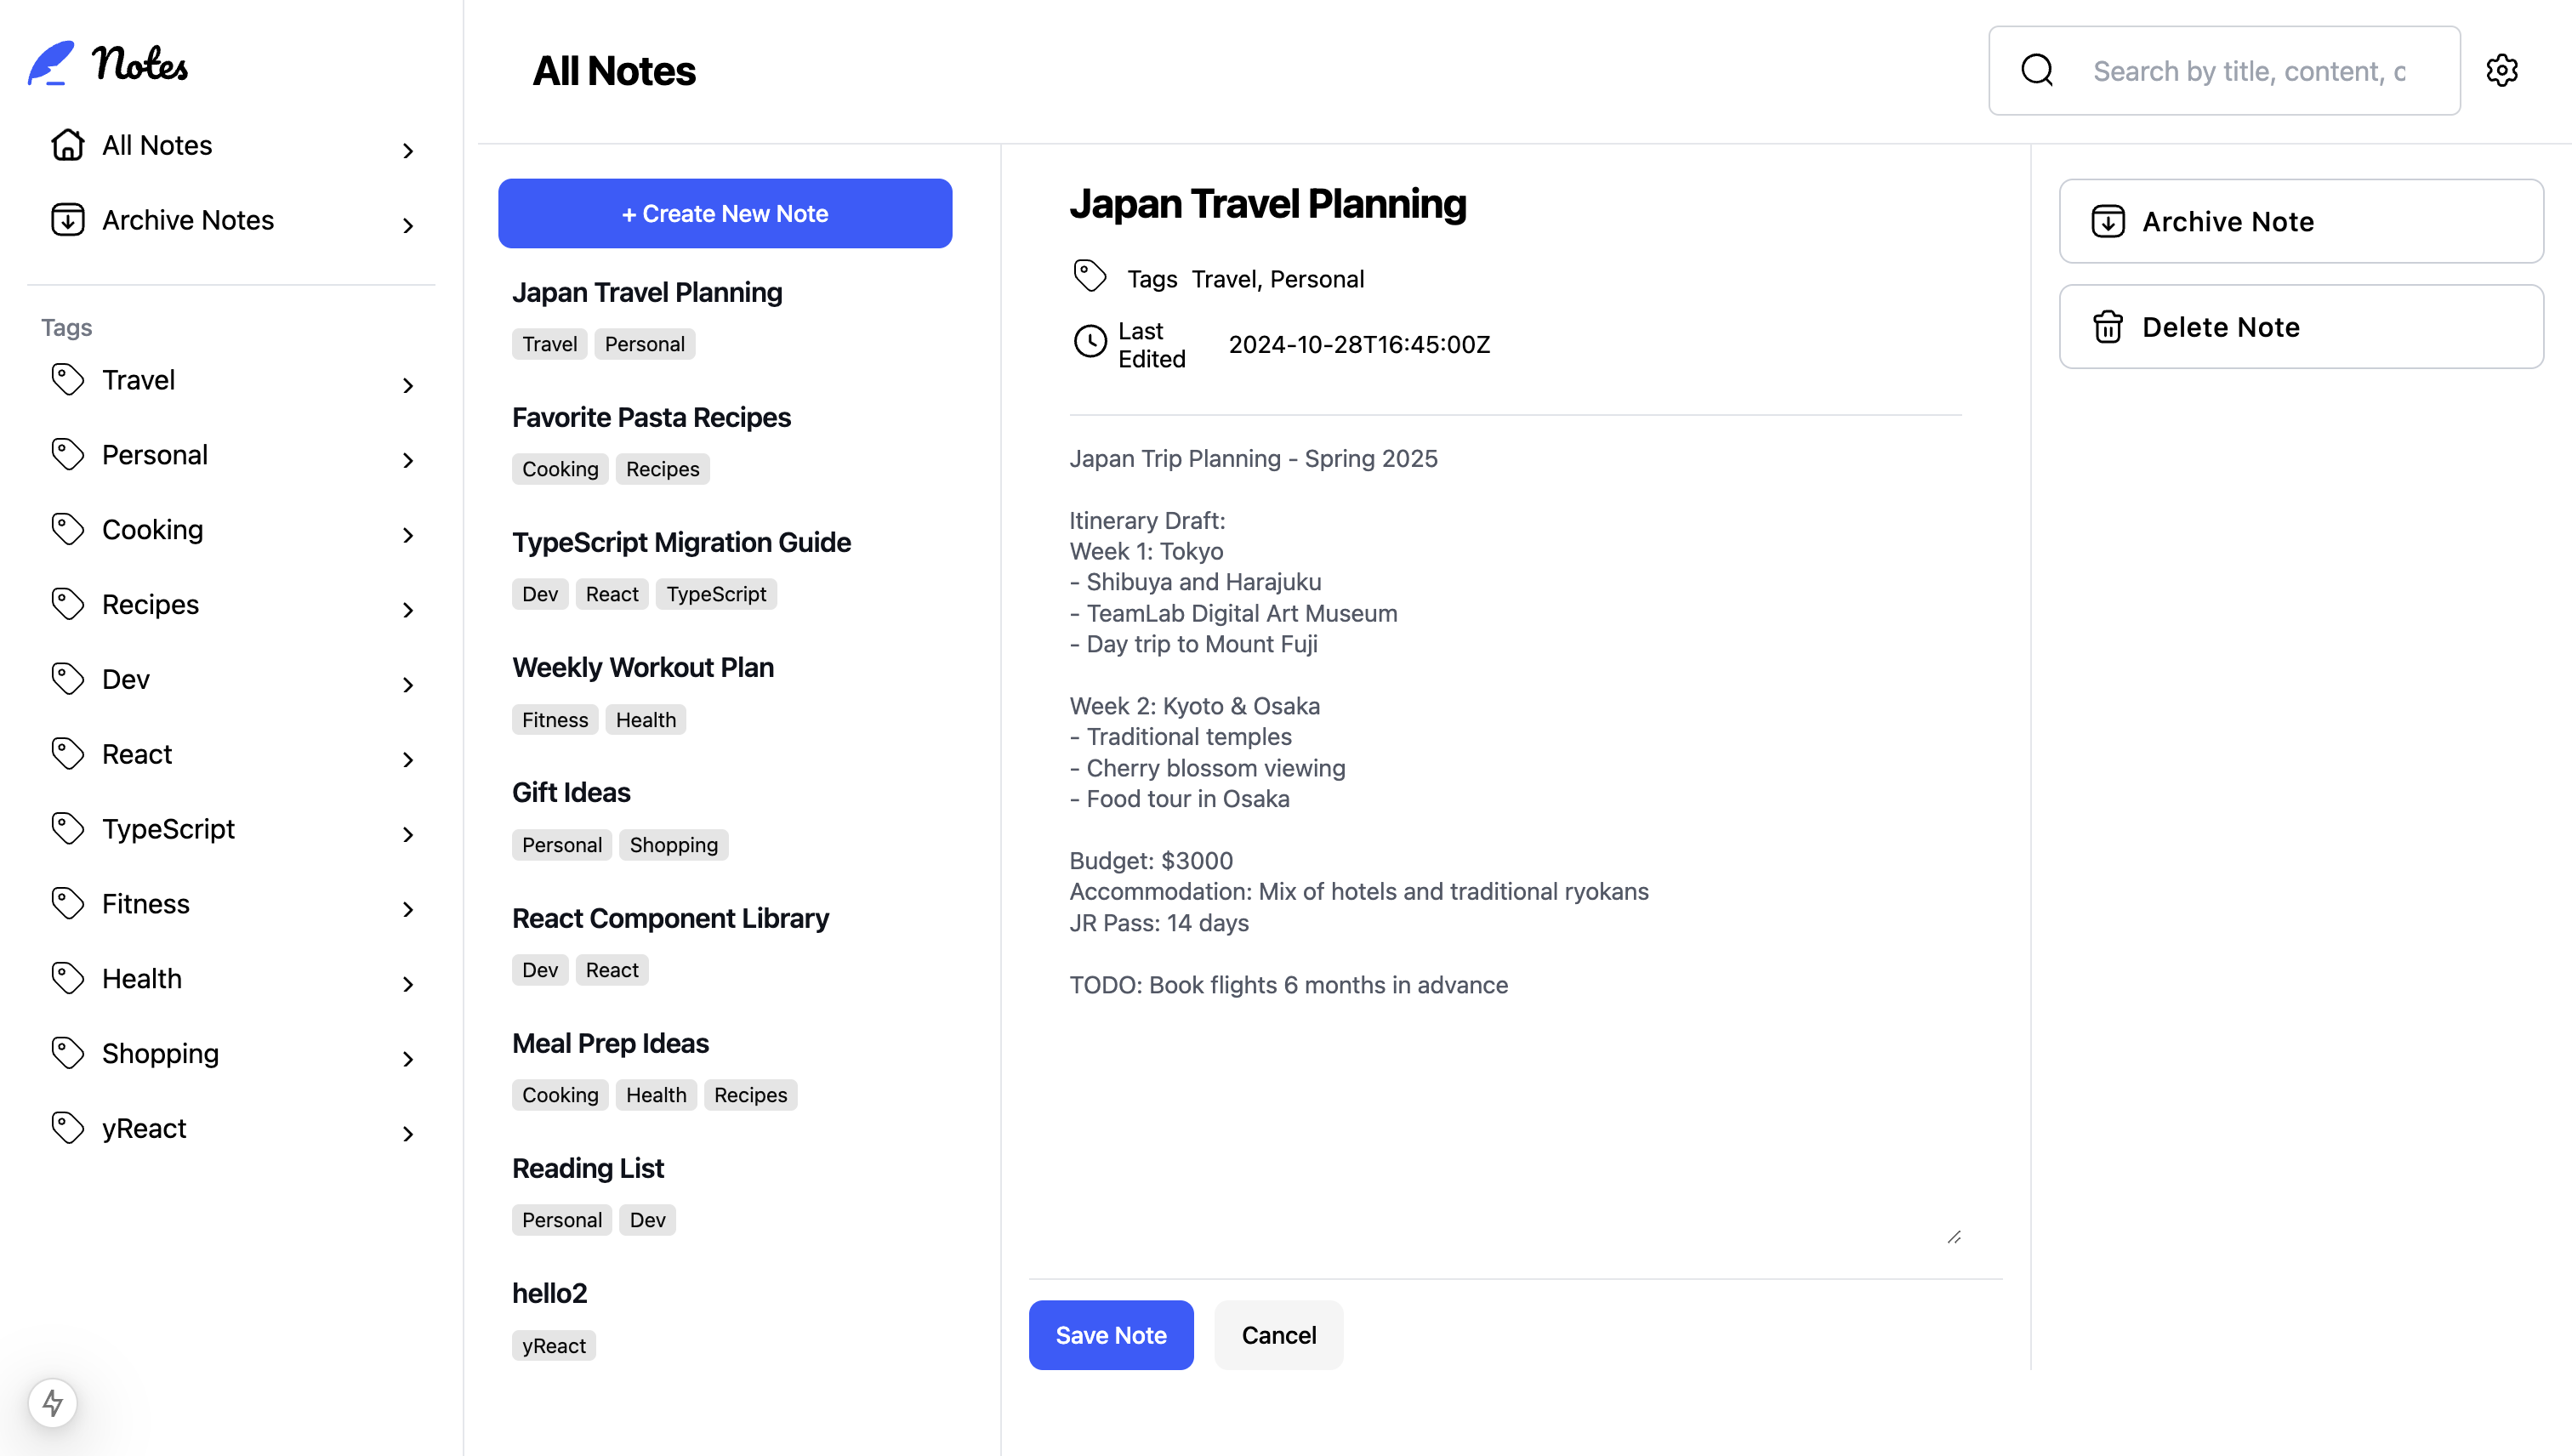 Notes
All Notes
Archive Notes
Tags
Travel
Personal
Cooking
Recipes
Dev
React
TypeScript
Fitness
Health
Shopping
yReact
All Notes
Search by title, content, c
+ Create New Note
Japan Travel Planning
Travel Personal
Favorite Pasta Recipes
Cooking Recipes
TypeScript Migration Guide
Dev React TypeScript
Weekly Workout Plan
Fitness Health
Gift Ideas
Personal Shopping
React Component Library
Dev React
Meal Prep Ideas
Cooking Health Recipes
Reading List
Personal Dev
hello2
yReact
Japan Travel Planning
Tags Travel, Personal
Last
Edited
2024-10-28T16:45:00Z
Japan Trip Planning - Spring 2025
Itinerary Draft:
Week 1: Tokyo
- Shibuya and Harajuku
- TeamLab Digital Art Museum
- Day trip to Mount Fuji
Week 2: Kyoto & Osaka
- Traditional temples
- Cherry blossom viewing
- Food tour in Osaka
Budget: $3000
Accommodation: Mix of hotels and traditional ryokans
JR Pass: 14 days
TODO: Book flights 6 months in advance
Save Note
Cancel
Archive Note
Delete Note